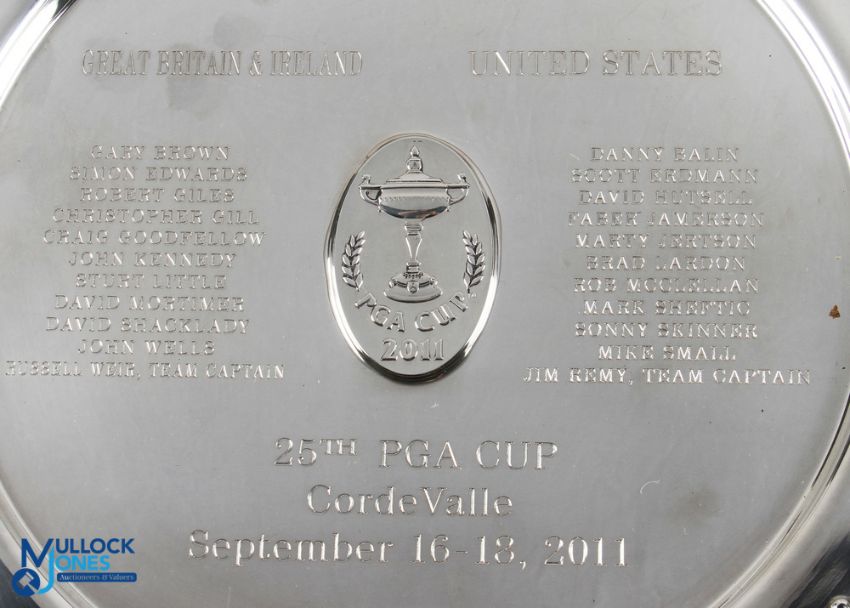 GREAT BRITAIN & IRELAND
GARY BROWN
SIMON EDWARDS
ROBERT GILES
CHRISTOPHER GILL
CRAIG GOODFELLOW
JOHN KENNEDY
STURT LITTLE
DAVID MORTIMER
DAVID SHACKLADY
JOHN WELLS
RUSSELL WEIR, TEAM CAPTAIN
UNITED STATES
DANNY BALIN
SCOTT ERDMANN
DAVID HUTSELL
FABER JAMERSON
MARTY JERTSON
BRAD LARDON
ROB MCCLELLAN
MARK SHEFTIC
SONNY SKINNER
MIKE SMALL
JIM REMY, TEAM CAPTAIN
PGA CUP
2011
25TH PGA CUP
CordeValle
September 16-18, 2011
MULLOCK
JONES
Auctioneers & Valuers